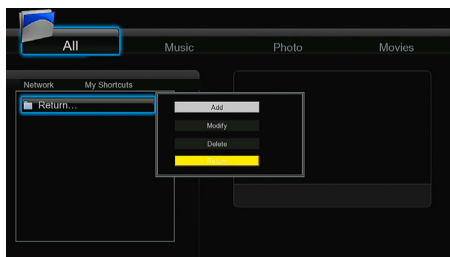 All Music Photo Movies
Network My Shortcuts
Return...
Add
Modify
Delete